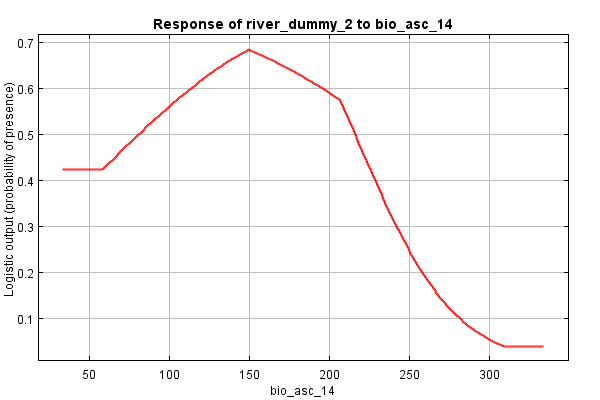 Response of river_dummy_2 to bio_asc_14
Logistic output (probability of presence)
0.7
0.6
0.5
0.4
0.3
0.2
0.1
50 100 150 200 250 300
bio_asc_14